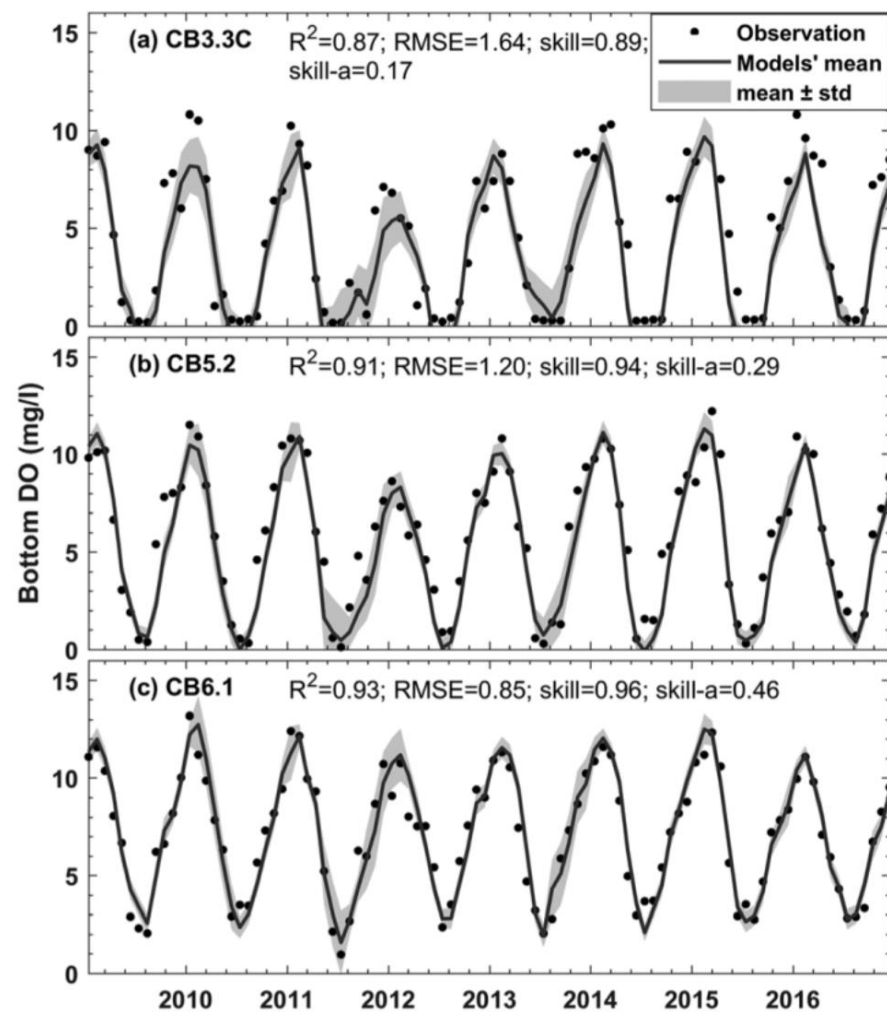 (a) CB3.3C
R²=0.87; RMSE=1.64; skill=0.89;
skill-a=0.17
Observation
Models' mean
mean ± std
15
10
5
0
(b) CB5.2
R²=0.91; RMSE=1.20; skill=0.94; skill-a=0.29
15
10
5
0
Bottom DO (mg/l)
(c) CB6.1
R²=0.93; RMSE=0.85; skill=0.96; skill-a=0.46
15
10
5
0
2010 2011 2012 2013 2014 2015 2016